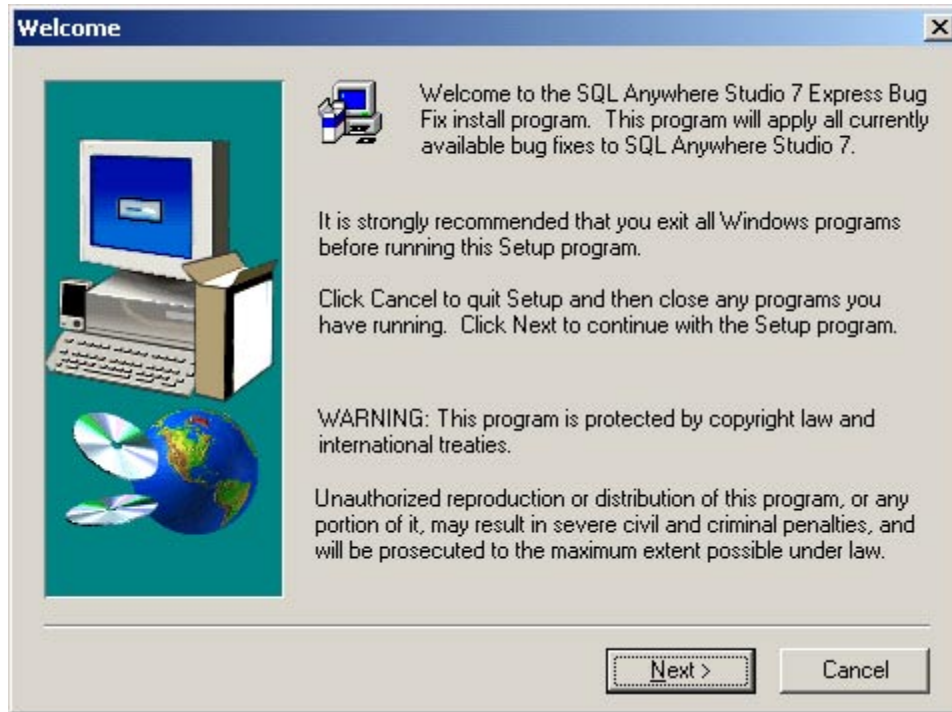 Welcome
Welcome to the SQL Anywhere Studio 7 Express Bug
Fix install program.  This program will apply all currently
available bug fixes to SQL Anywhere Studio 7.
It is strongly recommended that you exit all Windows programs
before running this Setup program.
Click Cancel to quit Setup and then close any programs you
have running.  Click Next to continue with the Setup program.
WARNING: This program is protected by copyright law and
international treaties.
Unauthorized reproduction or distribution of this program, or any
portion of it, may result in severe civil and criminal penalties, and
will be prosecuted to the maximum extent possible under law.
Next >
Cancel